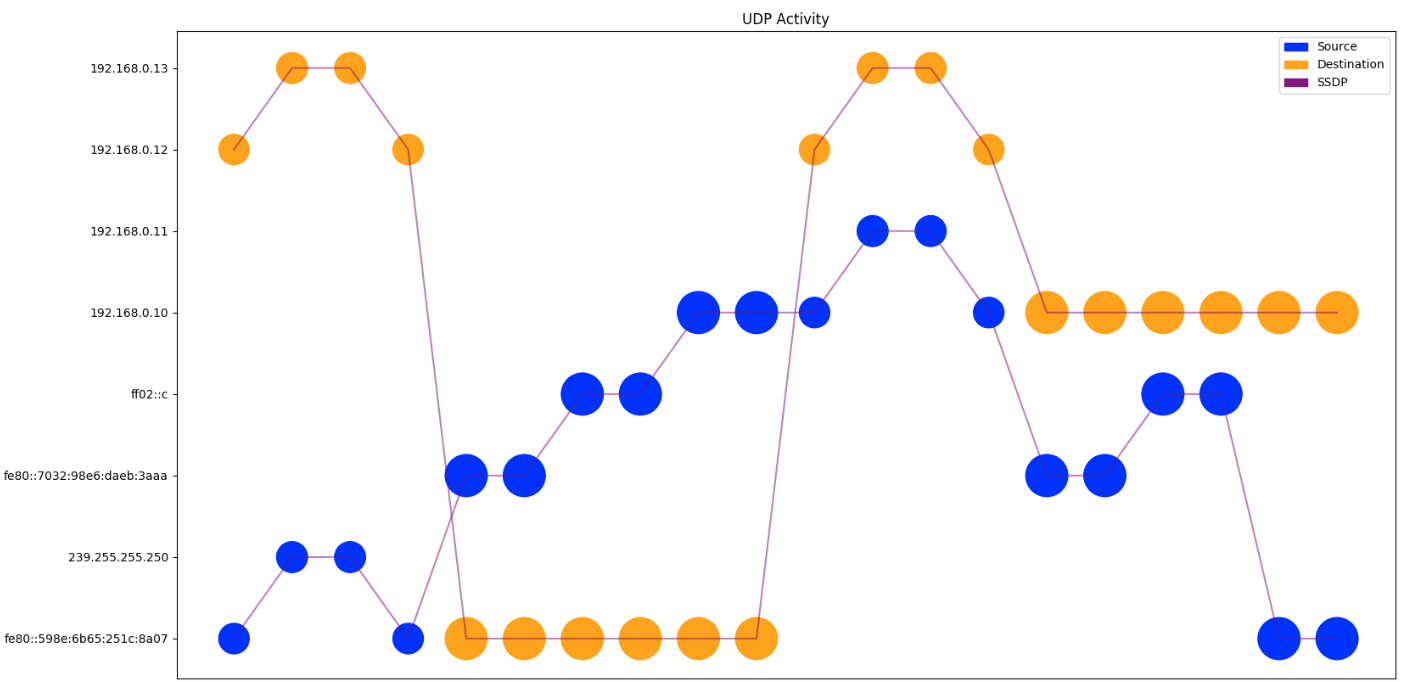 UDP Activity
Source
Destination
SSDP
192.168.0.13
192.168.0.12
192.168.0.11
192.168.0.10
ff02::c
fe80::7032:98e6:daeb:3aaa
239.255.255.250
fe80::598e:6b65:251c:8a07